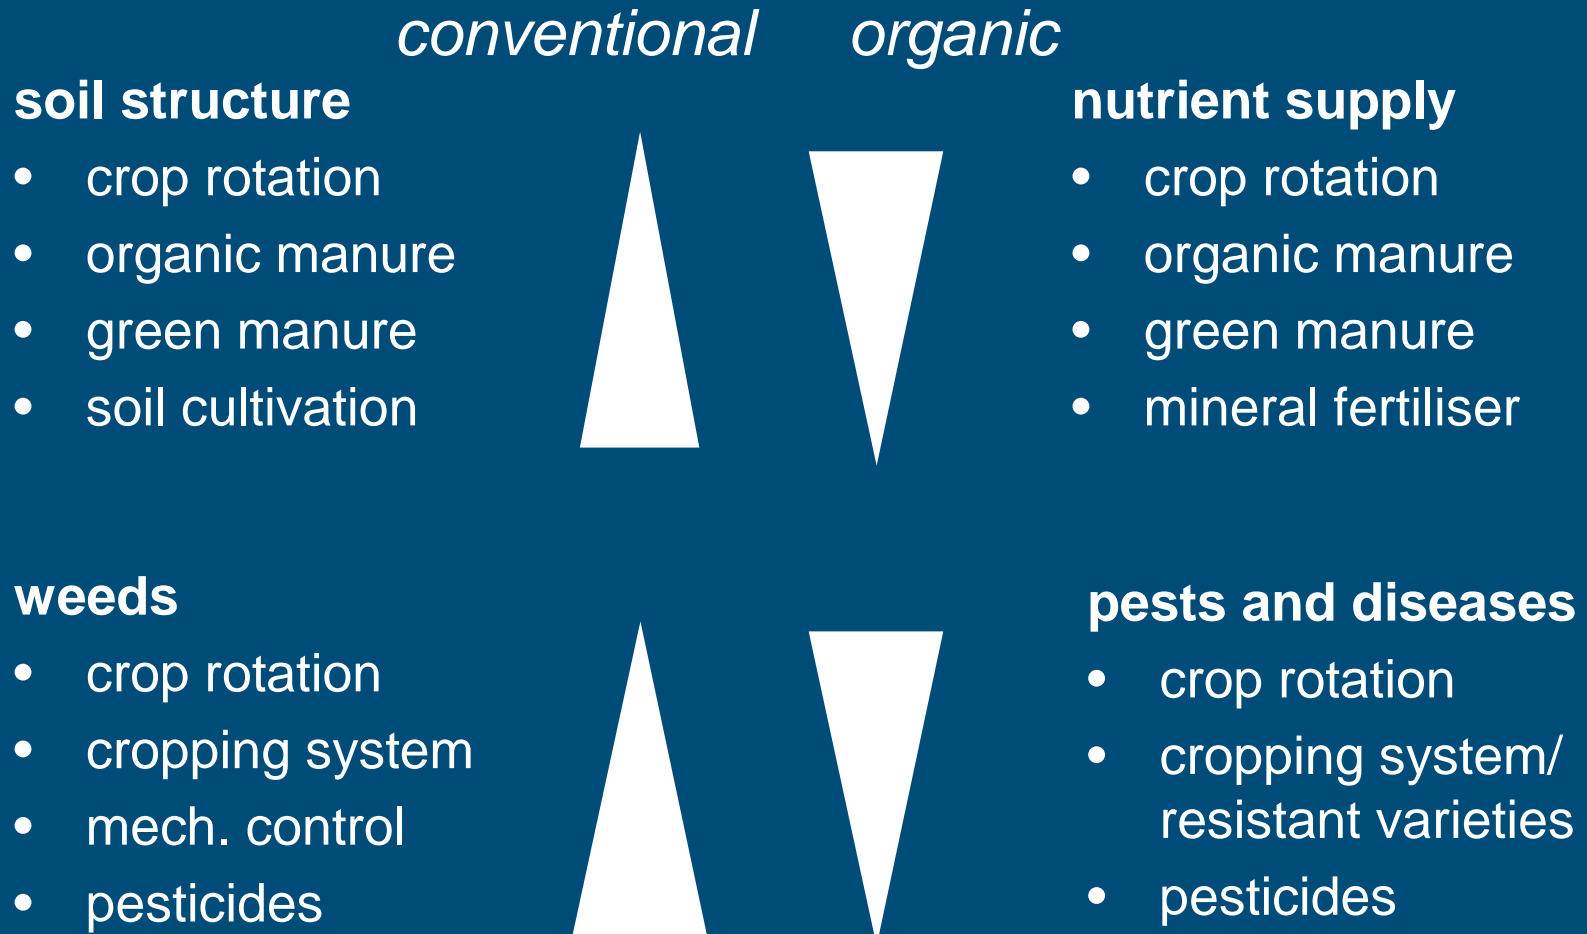 conventional organic
soil structure
• crop rotation
• organic manure
• green manure
• soil cultivation
nutrient supply
• crop rotation
• organic manure
• green manure
• mineral fertiliser
weeds
• crop rotation
• cropping system
• mech. control
• pesticides
pests and diseases
• crop rotation
• cropping system/
resistant varieties
• pesticides